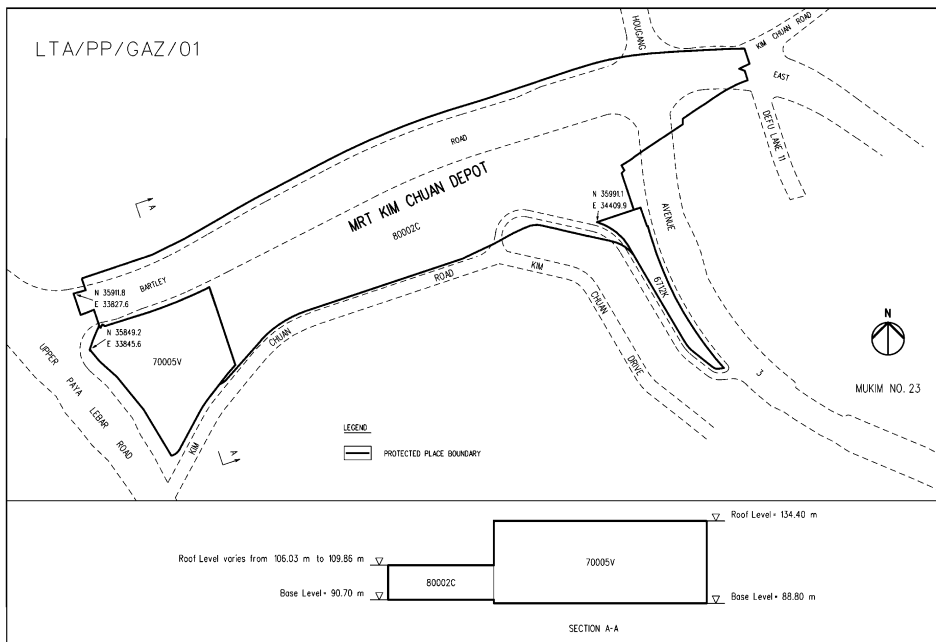 LTA/PP/GAZ/01
HOUGANG
KIM CHUAN ROAD
EAST
DEFU LANE 11
ROAD
MRT KIM CHUAN DEPOT
80002C
N 35991.1
E 34409.9
AVENUE
A
BARTLEY
N 35911.8
E 33827.6
ROAD
KIM
6712K
CHUAN
N
N 35849.2
E 33845.6
CHUAN
70005V
UPPER
PAYA
LEBAR
ROAD
DRIVE
3
MUKIM NO. 23
KIM
A
LEGEND
PROTECTED PLACE BOUNDARY
Roof Level= 134.40 m
Roof Level varies from 106.03 m to 109.86 m
80002C
70005V
Base Level= 90.70 m
Base Level= 88.80 m
SECTION A-A